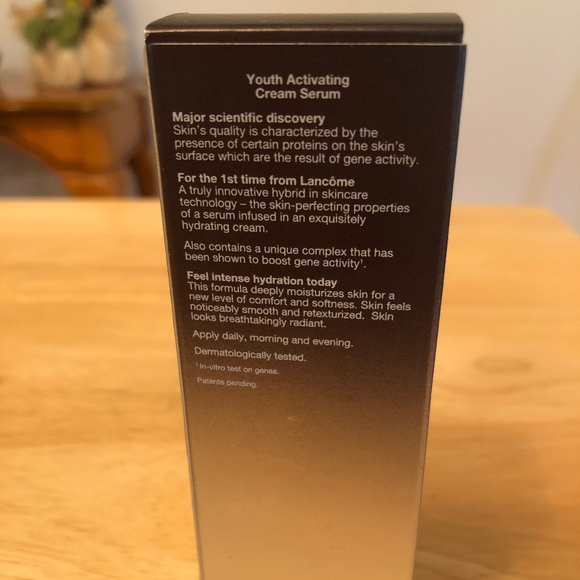 Youth Activating
Cream Serum
Major scientific discovery
Skin's quality is characterized by the
presence of certain proteins on the skin's
surface which are the result of gene activity.
For the 1st time from Lancôme
A truly innovative hybrid in skincare
technology – the skin-perfecting properties
of a serum infused in an exquisitely
hydrating cream.
Also contains a unique complex that has
been shown to boost gene activity¹.
Feel intense hydration today
This formula deeply moisturizes skin for a
new level of comfort and softness. Skin feels
noticeably smooth and retexturized. Skin
looks breathtakingly radiant.
Apply daily, morning and evening.
Dermatologically tested.
¹ In-vitro test on genes.
Patents pending.